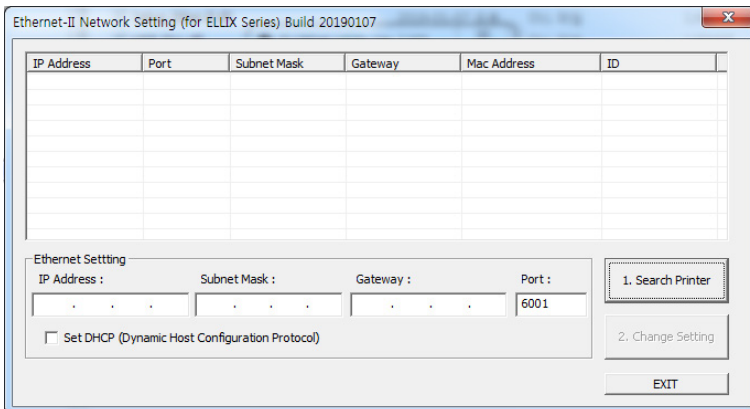 Ethernet-II Network Setting (for ELLIX Series) Build 20190107
IP Address Port Subnet Mask Gateway Mac Address ID
Ethernet Settting
IP Address : Subnet Mask : Gateway : Port :
. . . . . . . . . 6001
Set DHCP (Dynamic Host Configuration Protocol)
1. Search Printer
2. Change Setting
EXIT